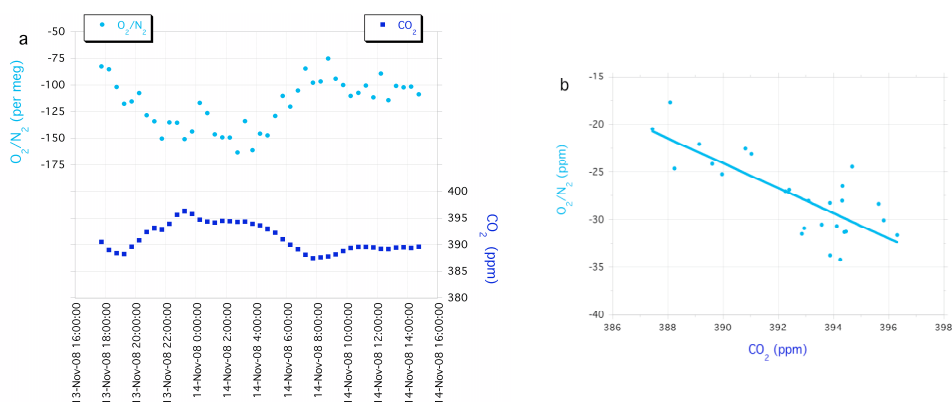 a
O2/N2
CO2
O2/N2 (per meg)
-50
-75
-100
-125
-150
-175
400
395
390
385
380
CO2 (ppm)
13-Nov-08 16:00:00
13-Nov-08 18:00:00
13-Nov-08 20:00:00
13-Nov-08 22:00:00
14-Nov-08 0:00:00
14-Nov-08 2:00:00
14-Nov-08 4:00:00
14-Nov-08 6:00:00
14-Nov-08 8:00:00
14-Nov-08 10:00:00
14-Nov-08 12:00:00
14-Nov-08 14:00:00
14-Nov-08 16:00:00
b
O2/N2 (ppm)
-15
-20
-25
-30
-35
-40
386
388
390
392
394
396
398
CO2 (ppm)